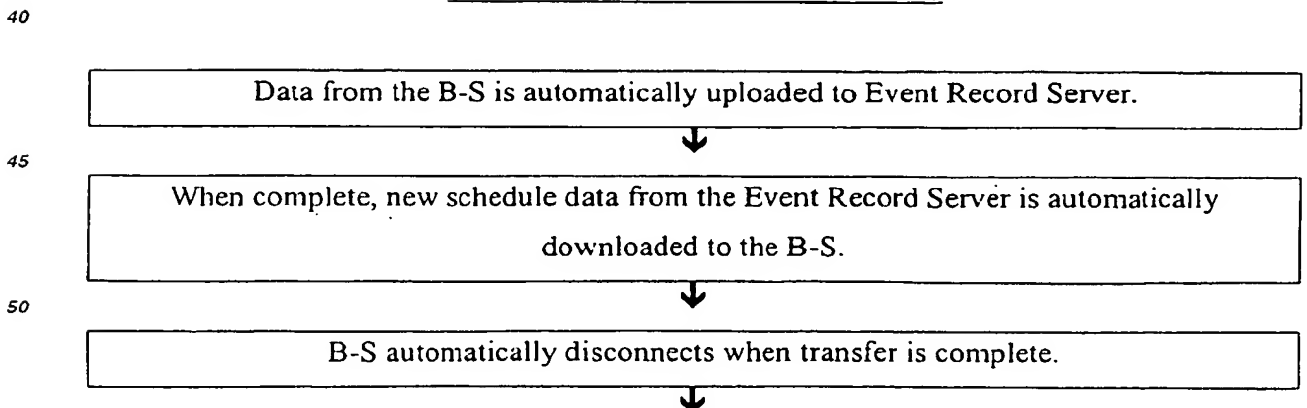 40
Data from the B-S is automatically uploaded to Event Record Server.
45
When complete, new schedule data from the Event Record Server is automatically
downloaded to the B-S.
50
B-S automatically disconnects when transfer is complete.